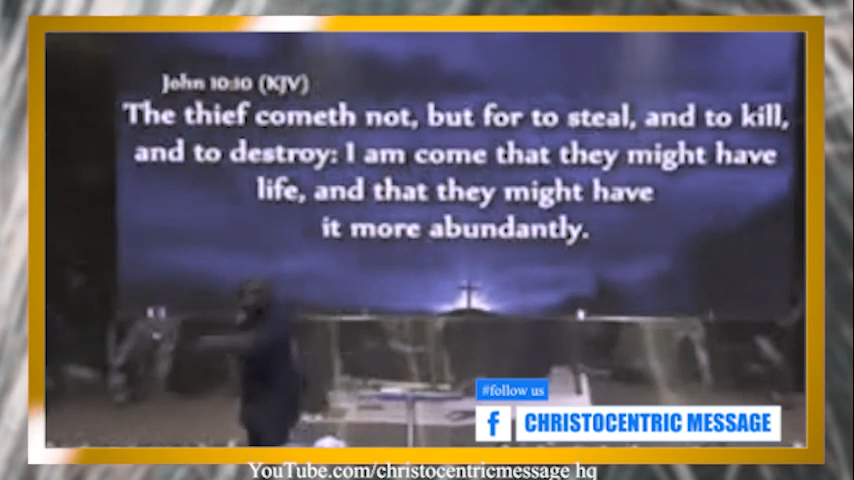 John 10:10 (KJV)
The thief cometh not, but for to steal, and to kill,
and to destroy: I am come that they might have
life, and that they might have
it more abundantly.
#follow us
f CHRISTOCENTRIC MESSAGE
YouTube.com/christocentricmessage hq